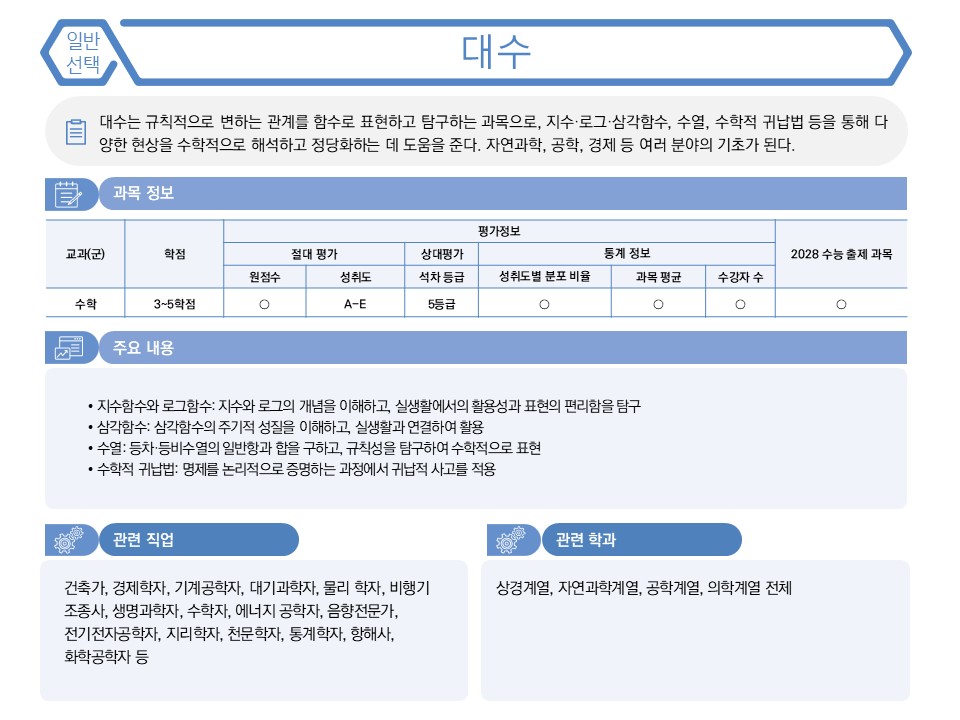 일반
선택
대수
대수는 규칙적으로 변하는 관계를 함수로 표현하고 탐구하는 과목으로, 지수·로그·삼각함수, 수열, 수학적 귀납법 등을 통해 다
양한 현상을 수학적으로 해석하고 정당화하는 데 도움을 준다. 자연과학, 공학, 경제 등 여러 분야의 기초가 된다.
과목 정보
교과(군) 학점 평가정보 2028 수능 출제 과목
절대 평가 상대평가 통계 정보
원점수 성취도 석차 등급 성취도별 분포 비율 과목 평균 수강자 수
수학 3~5학점 ○ A-E 5등급 ○ ○ ○ ○
주요 내용
• 지수함수와 로그함수: 지수와 로그의 개념을 이해하고, 실생활에서의 활용성과 표현의 편리함을 탐구
• 삼각함수: 삼각함수의 주기적 성질을 이해하고, 실생활과 연결하여 활용
• 수열: 등차·등비수열의 일반항과 합을 구하고, 규칙성을 탐구하여 수학적으로 표현
• 수학적 귀납법: 명제를 논리적으로 증명하는 과정에서 귀납적 사고를 적용
관련 직업
건축가, 경제학자, 기계공학자, 대기과학자, 물리 학자, 비행기
조종사, 생명과학자, 수학자, 에너지 공학자, 음향전문가,
전기전자공학자, 지리학자, 천문학자, 통계학자, 항해사,
화학공학자 등
관련 학과
상경계열, 자연과학계열, 공학계열, 의학계열 전체